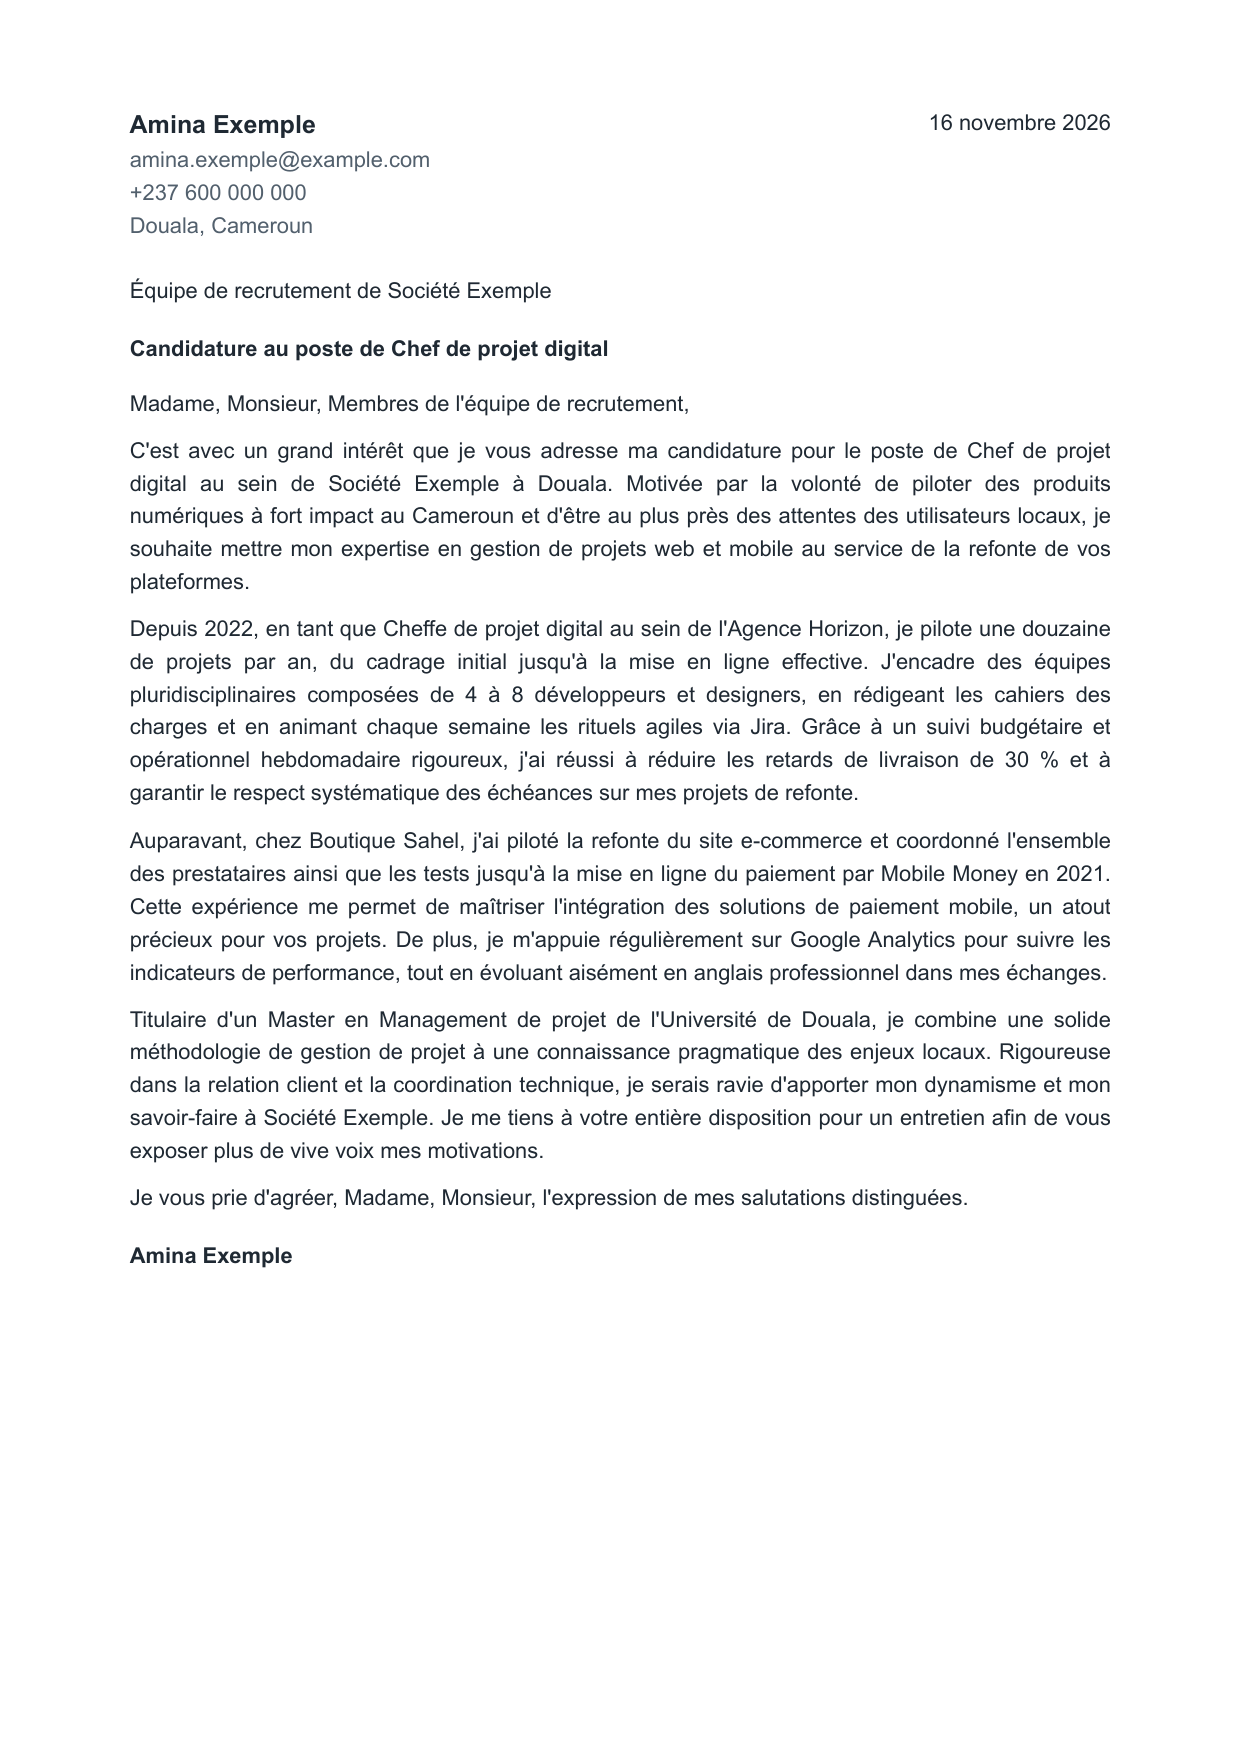 Amina Exemple
16 novembre 2026
amina.exemple@example.com
+237 600 000 000
Douala, Cameroun
Équipe de recrutement de Société Exemple
Candidature au poste de Chef de projet digital
Madame, Monsieur, Membres de l'équipe de recrutement,
C'est avec un grand intérêt que je vous adresse ma candidature pour le poste de Chef de projet
digital au sein de Société Exemple à Douala. Motivée par la volonté de piloter des produits
numériques à fort impact au Cameroun et d'être au plus près des attentes des utilisateurs locaux, je
souhaite mettre mon expertise en gestion de projets web et mobile au service de la refonte de vos
plateformes.
Depuis 2022, en tant que Cheffe de projet digital au sein de l'Agence Horizon, je pilote une douzaine
de projets par an, du cadrage initial jusqu'à la mise en ligne effective. J'encadre des équipes
pluridisciplinaires composées de 4 à 8 développeurs et designers, en rédigeant les cahiers des
charges et en animant chaque semaine les rituels agiles via Jira. Grâce à un suivi budgétaire et
opérationnel hebdomadaire rigoureux, j'ai réussi à réduire les retards de livraison de 30 % et à
garantir le respect systématique des échéances sur mes projets de refonte.
Auparavant, chez Boutique Sahel, j'ai piloté la refonte du site e-commerce et coordonné l'ensemble
des prestataires ainsi que les tests jusqu'à la mise en ligne du paiement par Mobile Money en 2021.
Cette expérience me permet de maîtriser l'intégration des solutions de paiement mobile, un atout
précieux pour vos projets. De plus, je m'appuie régulièrement sur Google Analytics pour suivre les
indicateurs de performance, tout en évoluant aisément en anglais professionnel dans mes échanges.
Titulaire d'un Master en Management de projet de l'Université de Douala, je combine une solide
méthodologie de gestion de projet à une connaissance pragmatique des enjeux locaux. Rigoureuse
dans la relation client et la coordination technique, je serais ravie d'apporter mon dynamisme et mon
savoir-faire à Société Exemple. Je me tiens à votre entière disposition pour un entretien afin de vous
exposer plus de vive voix mes motivations.
Je vous prie d'agréer, Madame, Monsieur, l'expression de mes salutations distinguées.
Amina Exemple